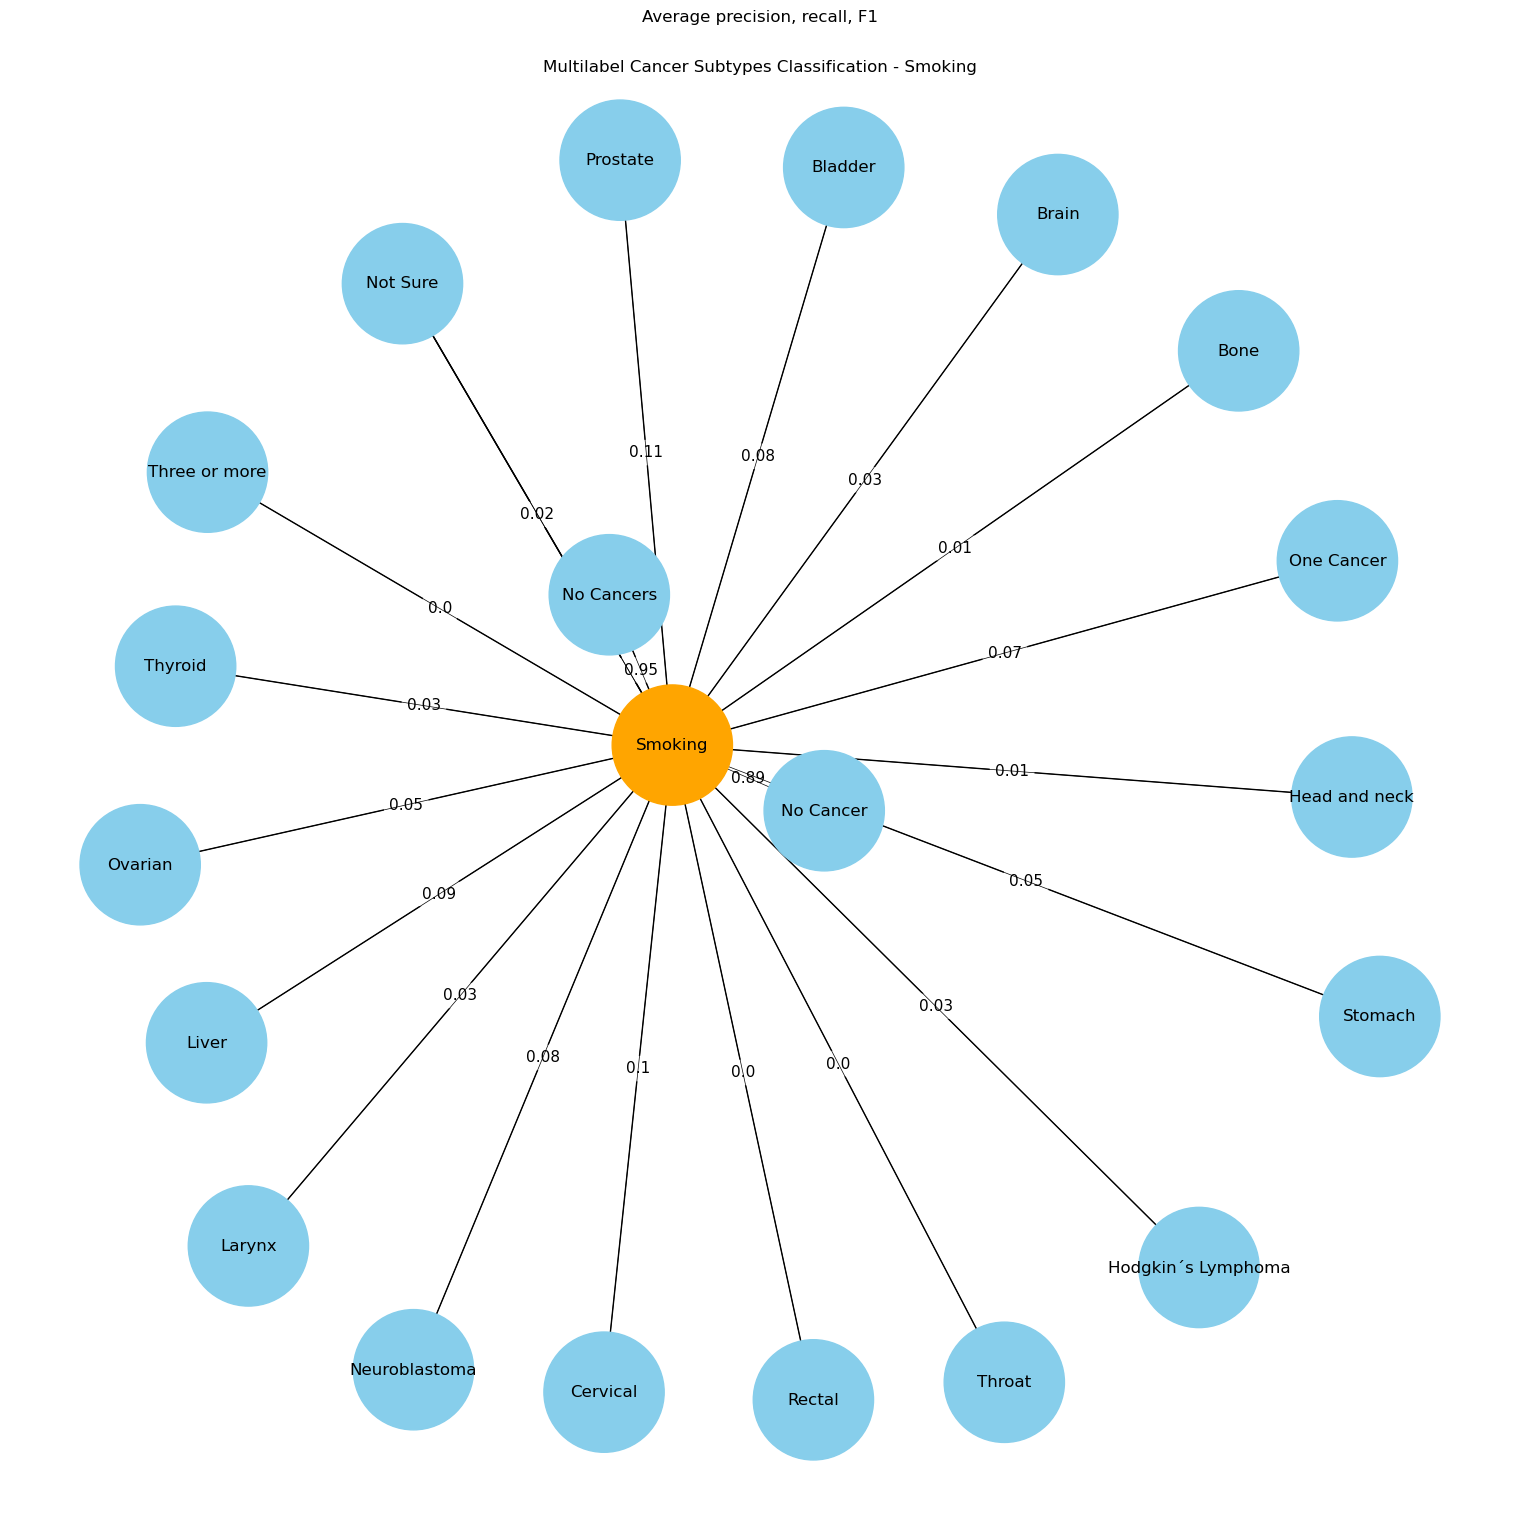 Average precision, recall, F1
Multilabel Cancer Subtypes Classification - Smoking
Prostate
Bladder
Brain
Not Sure
Bone
0.11
0.08
Three or more
0.03
0.02
0.01
One Cancer
No Cancers
0.0
0.07
Thyroid
0.95
0.03
Smoking
0.01
0.89
Head and neck
0.05
No Cancer
Ovarian
0.05
0.09
0.03
0.03
Stomach
Liver
0.08
0.1
0.0
0.0
Larynx
Hodgkin´s Lymphoma
Neuroblastoma
Throat
Cervical
Rectal